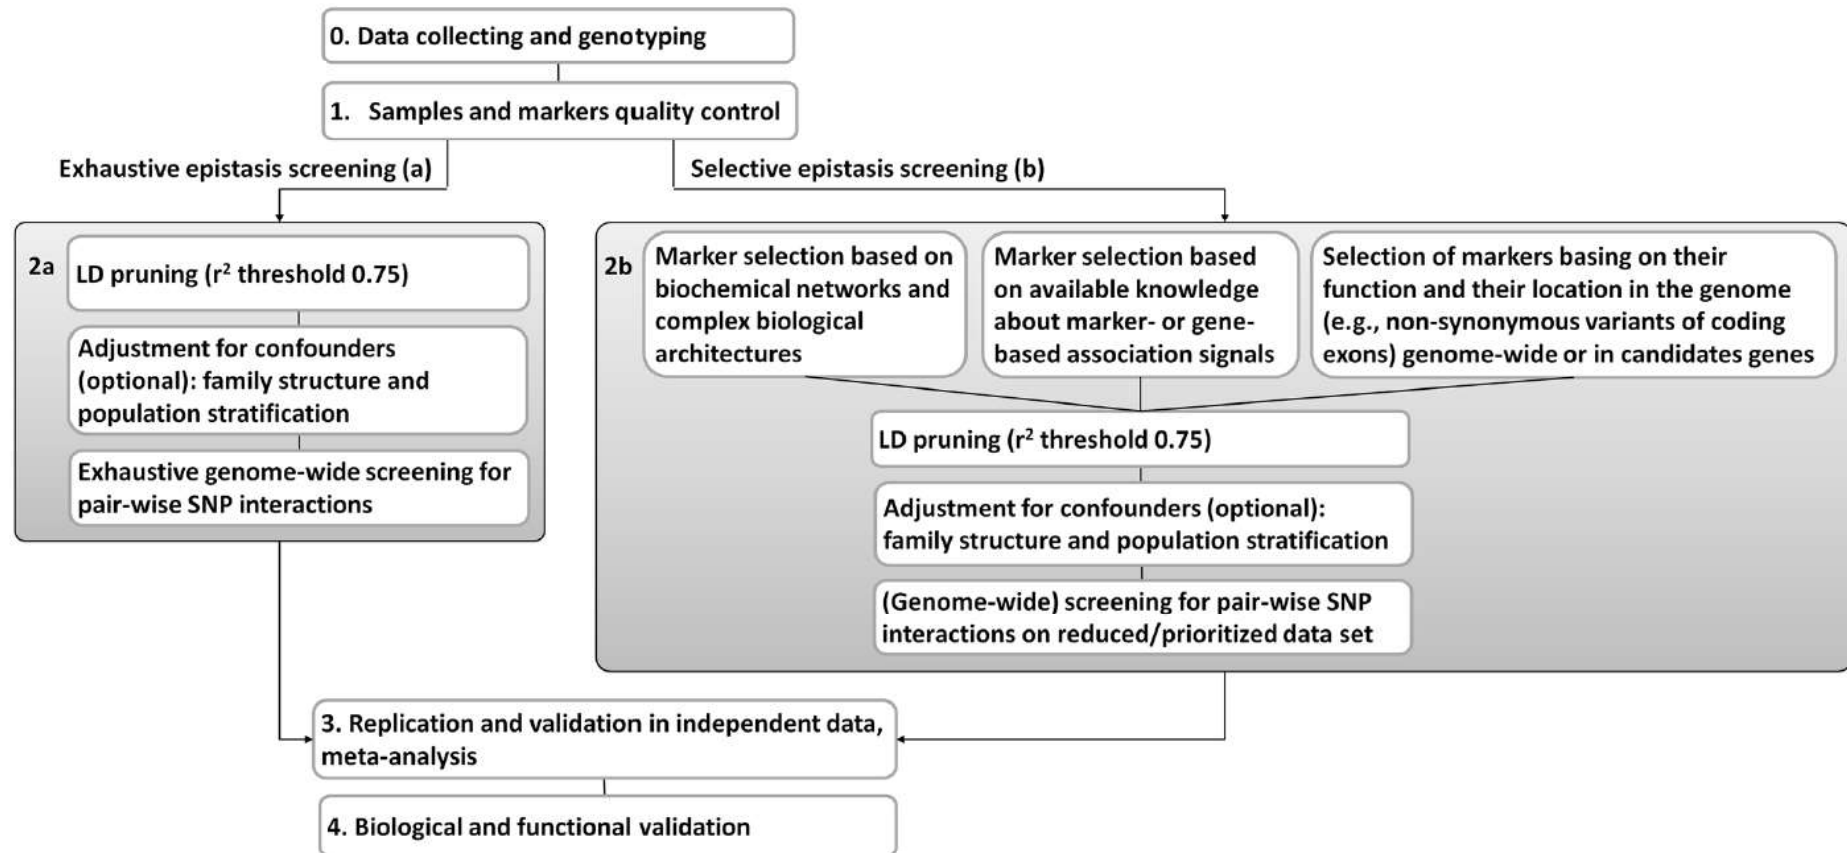 0. Data collecting and genotyping
1. Samples and markers quality control
Exhaustive epistasis screening (a)
Selective epistasis screening (b)
2a
LD pruning (r² threshold 0.75)
Adjustment for confounders
(optional): family structure and
population stratification
Exhaustive genome-wide screening for
pair-wise SNP interactions
2b
Marker selection based on
biochemical networks and
complex biological
architectures
Marker selection based
on available knowledge
about marker- or gene-
based association signals
Selection of markers basing on their
function and their location in the genome
(e.g., non-synonymous variants of coding
exons) genome-wide or in candidates genes
LD pruning (r² threshold 0.75)
Adjustment for confounders (optional):
family structure and population stratification
(Genome-wide) screening for pair-wise SNP
interactions on reduced/prioritized data set
3. Replication and validation in independent data,
meta-analysis
4. Biological and functional validation